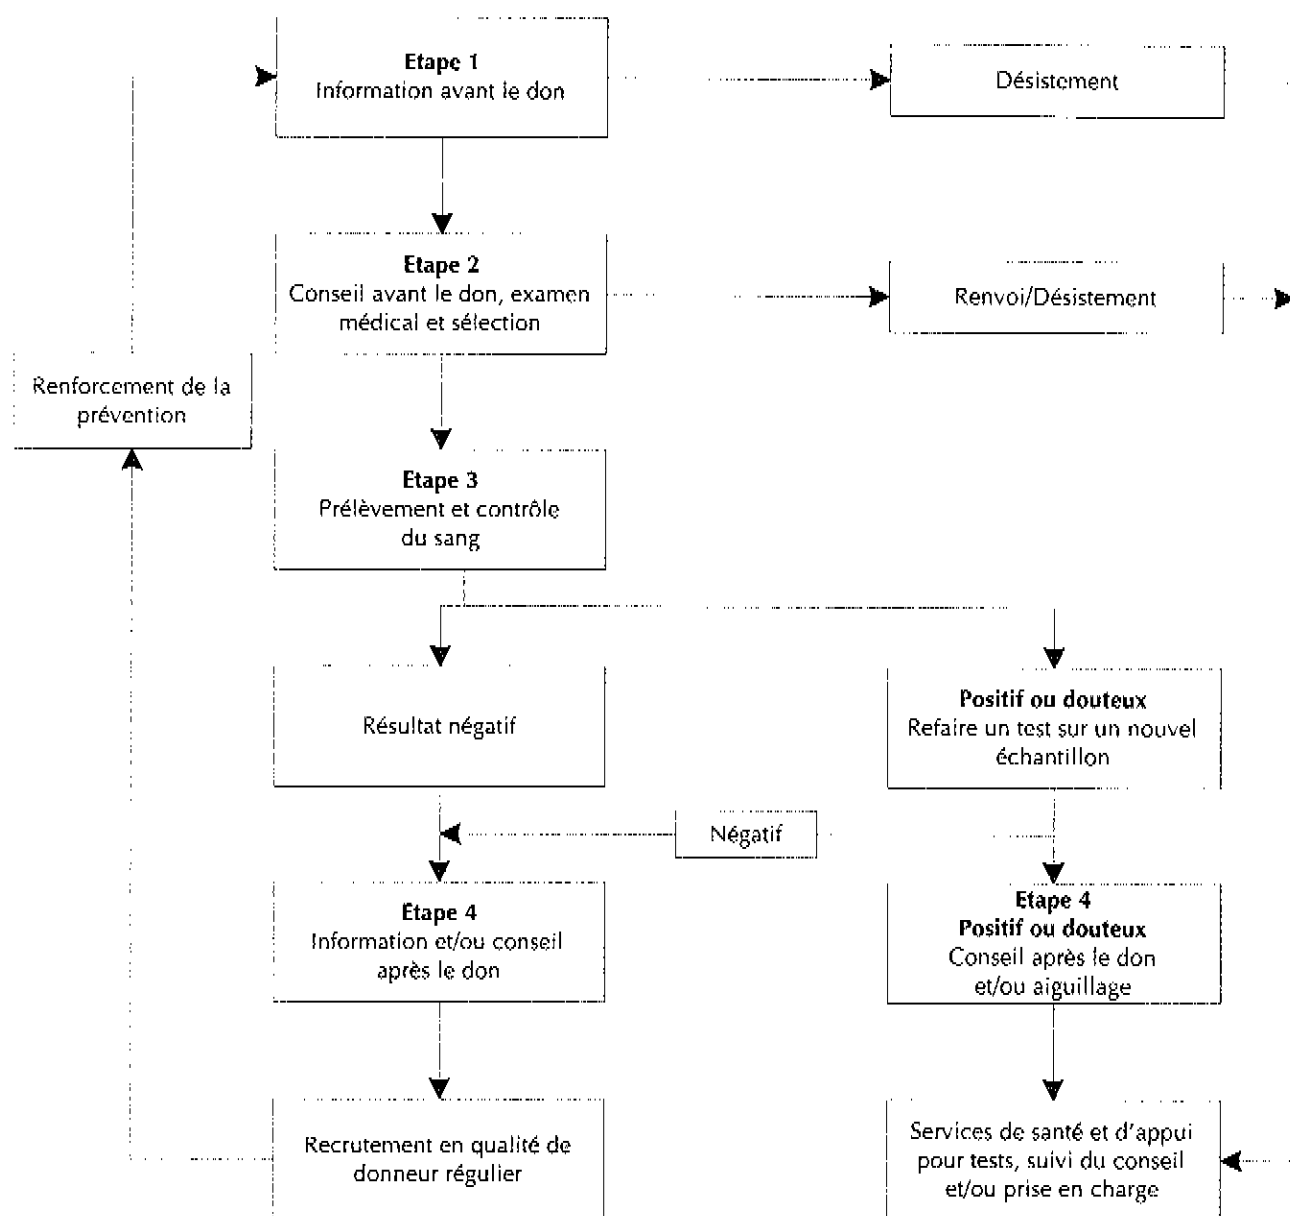 Etape 1
Information avant le don
Désistement
Etape 2
Conseil avant le don, examen
médical et sélection
Renvoi/Désistement
Renforcement de la
prévention
Etape 3
Prélèvement et contrôle
du sang
Résultat négatif
Positif ou douteux
Refaire un test sur un nouvel
échantillon
Négatif
Etape 4
Information et/ou conseil
après le don
Etape 4
Positif ou douteux
Conseil après le don
et/ou aiguillage
Recrutement en qualité de
donneur régulier
Services de santé et d'appui
pour tests, suivi du conseil
et/ou prise en charge